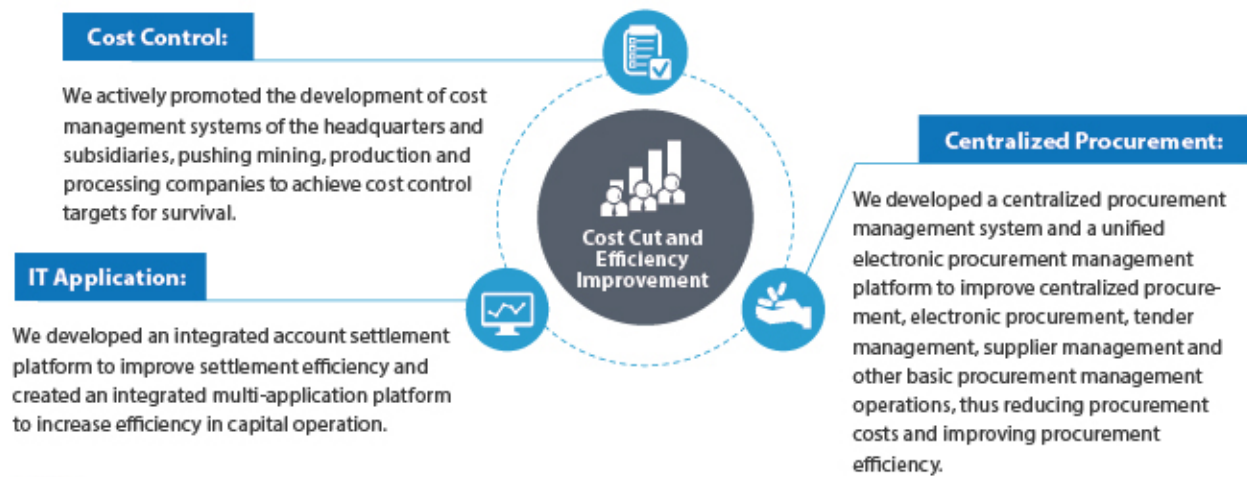 Cost Control:
We actively promoted the development of cost
management systems of the headquarters and
subsidiaries, pushing mining, production and
processing companies to achieve cost control
targets for survival.
IT Application:
We developed an integrated account settlement
platform to improve settlement efficiency and
created an integrated multi-application platform
to increase efficiency in capital operation.
Cost Cut and
Efficiency
Improvement
Centralized Procurement:
We developed a centralized procurement
management system and a unified
electronic procurement management
platform to improve centralized procure-
ment, electronic procurement, tender
management, supplier management and
other basic procurement management
operations, thus reducing procurement
costs and improving procurement
efficiency.